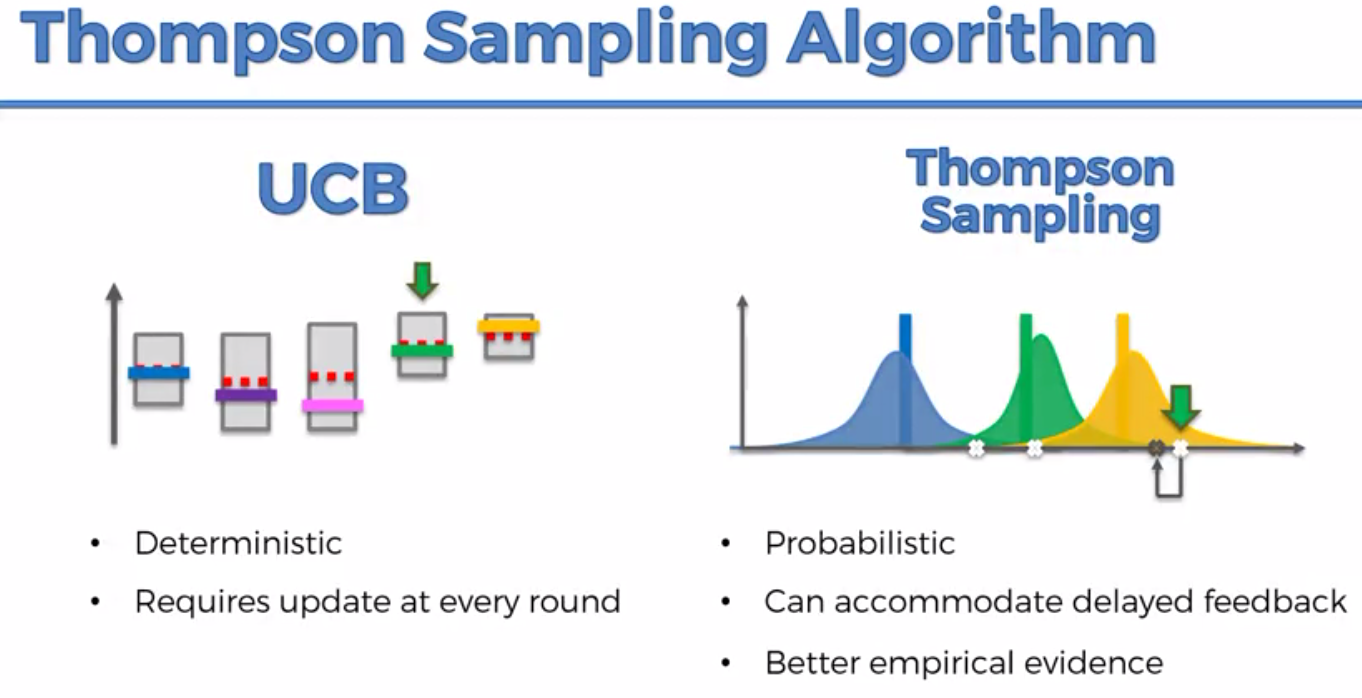 Thompson Sampling Algorithm
UCB
• Deterministic
• Requires update at every round
Thompson
Sampling
• Probabilistic
• Can accommodate delayed feedback
• Better empirical evidence